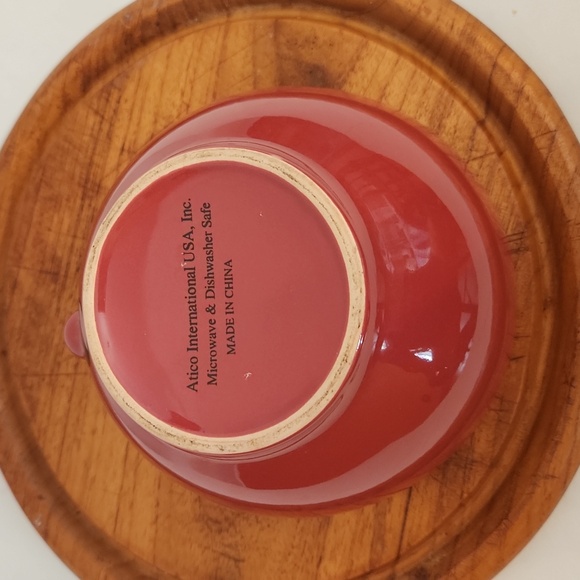 Atico International USA, Inc.
Microwave & Dishwasher Safe
MADE IN CHINA